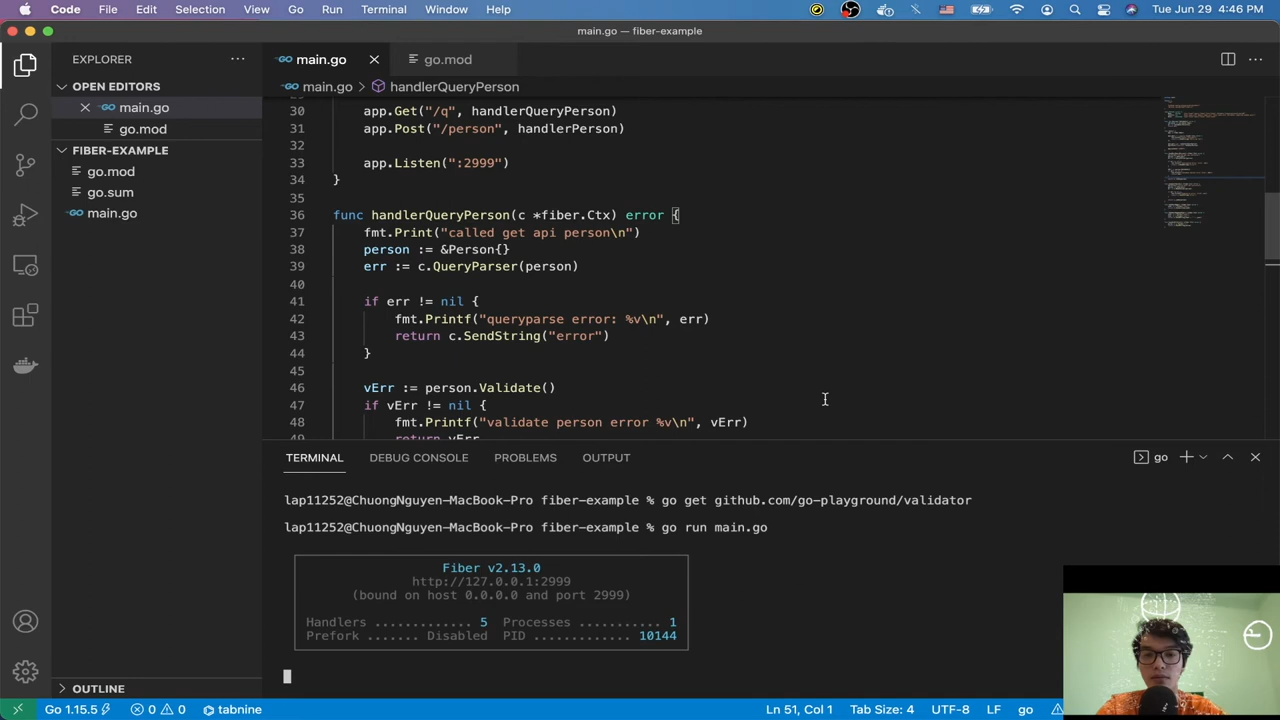 Code File Edit Selection View Go Run Terminal Window Help Tue Jun 29 4:46 PM
main.go — fiber-example
EXPLORER
main.go
go.mod
OPEN EDITORS
main.go > handlerQueryPerson
main.go
go.mod
FIBER-EXAMPLE
go.mod
go.sum
main.go
30 app.Get("/q", handlerQueryPerson)
31 app.Post("/person", handlerPerson)
32
33 app.Listen(":2999")
34 }
35
36 func handlerQueryPerson(c *fiber.Ctx) error {
37 fmt.Print("called get api person\n")
38 person := &Person{}
39 err := c.QueryParser(person)
40
41 if err != nil {
42 fmt.Printf("queryparse error: %v\n", err)
43 return c.SendString("error")
44 }
45
46 vErr := person.Validate()
47 if vErr != nil {
48 fmt.Printf("validate person error %v\n", vErr)
49 return vErr
TERMINAL DEBUG CONSOLE PROBLEMS OUTPUT
go
lap11252@ChuongNguyen-MacBook-Pro fiber-example % go get github.com/go-playground/validator
lap11252@ChuongNguyen-MacBook-Pro fiber-example % go run main.go
Fiber v2.13.0
http://127.0.0.1:2999
(bound on host 0.0.0.0 and port 2999)
Handlers ............. 5 Processes ........... 1
Prefork ....... Disabled PID ............. 10144
OUTLINE
Go 1.15.5 0 0 tabnine Ln 51, Col 1 Tab Size: 4 UTF-8 LF go